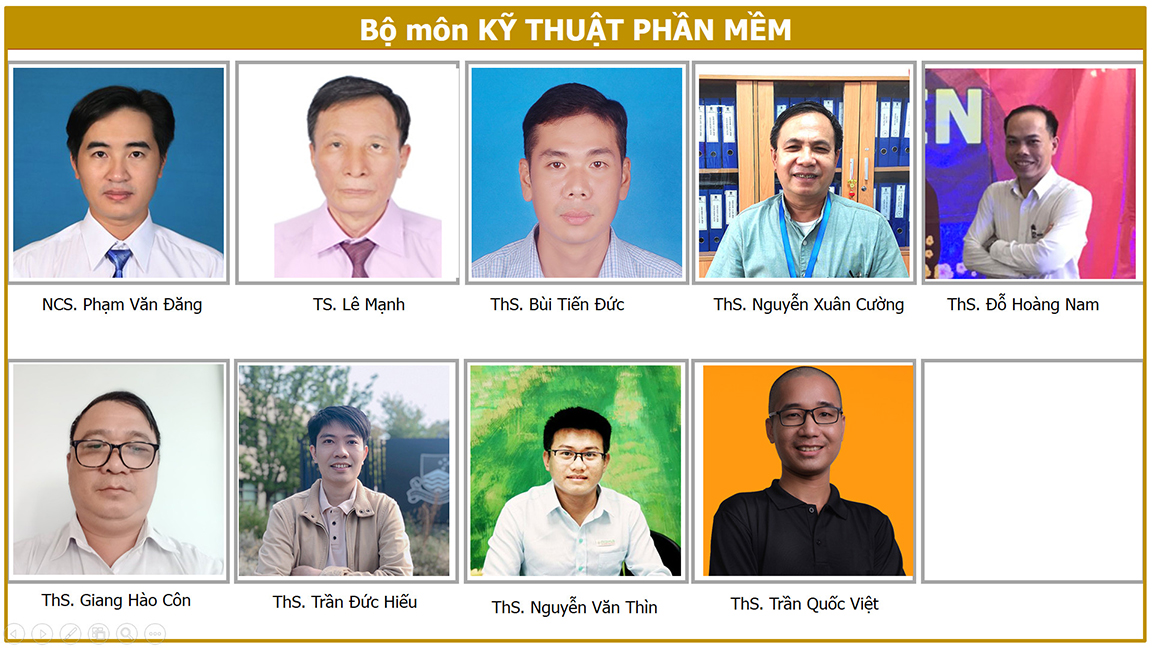 Bộ môn KỸ THUẬT PHẦN MỀM
EN
NCS. Phạm Văn Đăng
TS. Lê Mạnh
ThS. Bùi Tiến Đức
ThS. Nguyễn Xuân Cường
ThS. Đỗ Hoàng Nam
ThS. Giang Hào Côn
ThS. Trần Đức Hiếu
ThS. Nguyễn Văn Thìn
ThS. Trần Quốc Việt